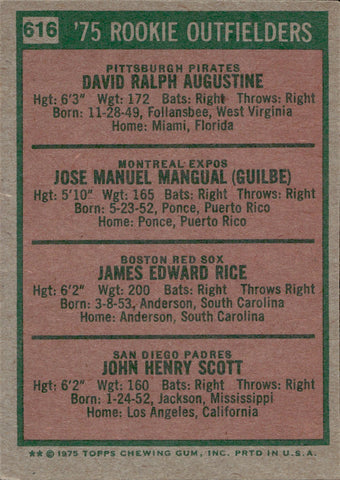 616 '75 ROOKIE OUTFIELDERS
PITTSBURGH PIRATES
DAVID RALPH AUGUSTINE
Hgt: 6'3" Wgt: 172 Bats: Right Throws: Right
Born: 11-28-49, Follansbee, West Virginia
Home: Miami, Florida
MONTREAL EXPOS
JOSE MANUEL MANGUAL (GUILBE)
Hgt: 5'10" Wgt: 165 Bats: Right Throws: Right
Born: 5-23-52, Ponce, Puerto Rico
Home: Ponce, Puerto Rico
BOSTON RED SOX
JAMES EDWARD RICE
Hgt: 6'2" Wgt: 200 Bats: Right Throws Right
Born: 3-8-53, Anderson, South Carolina
Home: Anderson, South Carolina
SAN DIEGO PADRES
JOHN HENRY SCOTT
Hgt: 6'2" Wgt: 160 Bats: Right Throws: Right
Born: 1-24-52, Jackson, Mississippi
Home: Los Angeles, California
** © 1975 TOPPS CHEWING GUM, INC. PRTD IN U.S.A.